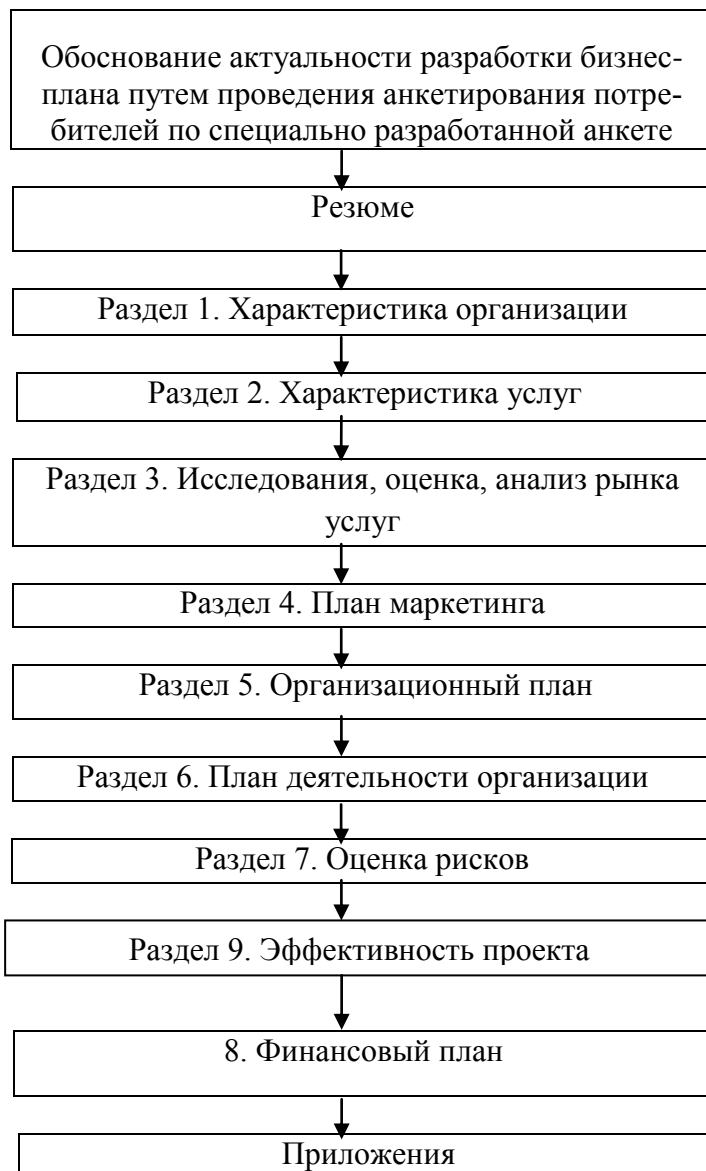 Обоснование актуальности разработки бизнес-
плана путем проведения анкетирования потре-
бителей по специально разработанной анкете
Резюме
Раздел 1. Характеристика организации
Раздел 2. Характеристика услуг
Раздел 3. Исследования, оценка, анализ рынка
услуг
Раздел 4. План маркетинга
Раздел 5. Организационный план
Раздел 6. План деятельности организации
Раздел 7. Оценка рисков
Раздел 9. Эффективность проекта
8. Финансовый план
Приложения